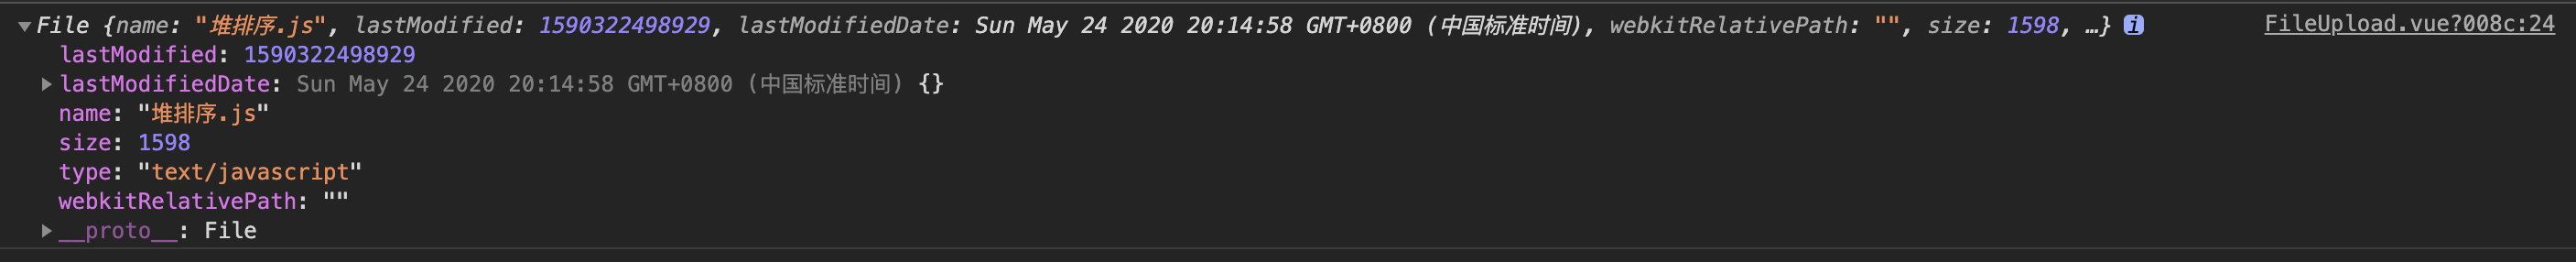 ▼File {name: "堆排序.js", lastModified: 1590322498929, lastModifiedDate: Sun May 24 2020 20:14:58 GMT+0800 (中国标准时间), webkitRelativePath: "", size: 1598, …} i FileUpload.vue?008c:24
lastModified: 1590322498929
▶lastModifiedDate: Sun May 24 2020 20:14:58 GMT+0800 (中国标准时间) {}
name: "堆排序.js"
size: 1598
type: "text/javascript"
webkitRelativePath: ""
▶__proto__: File